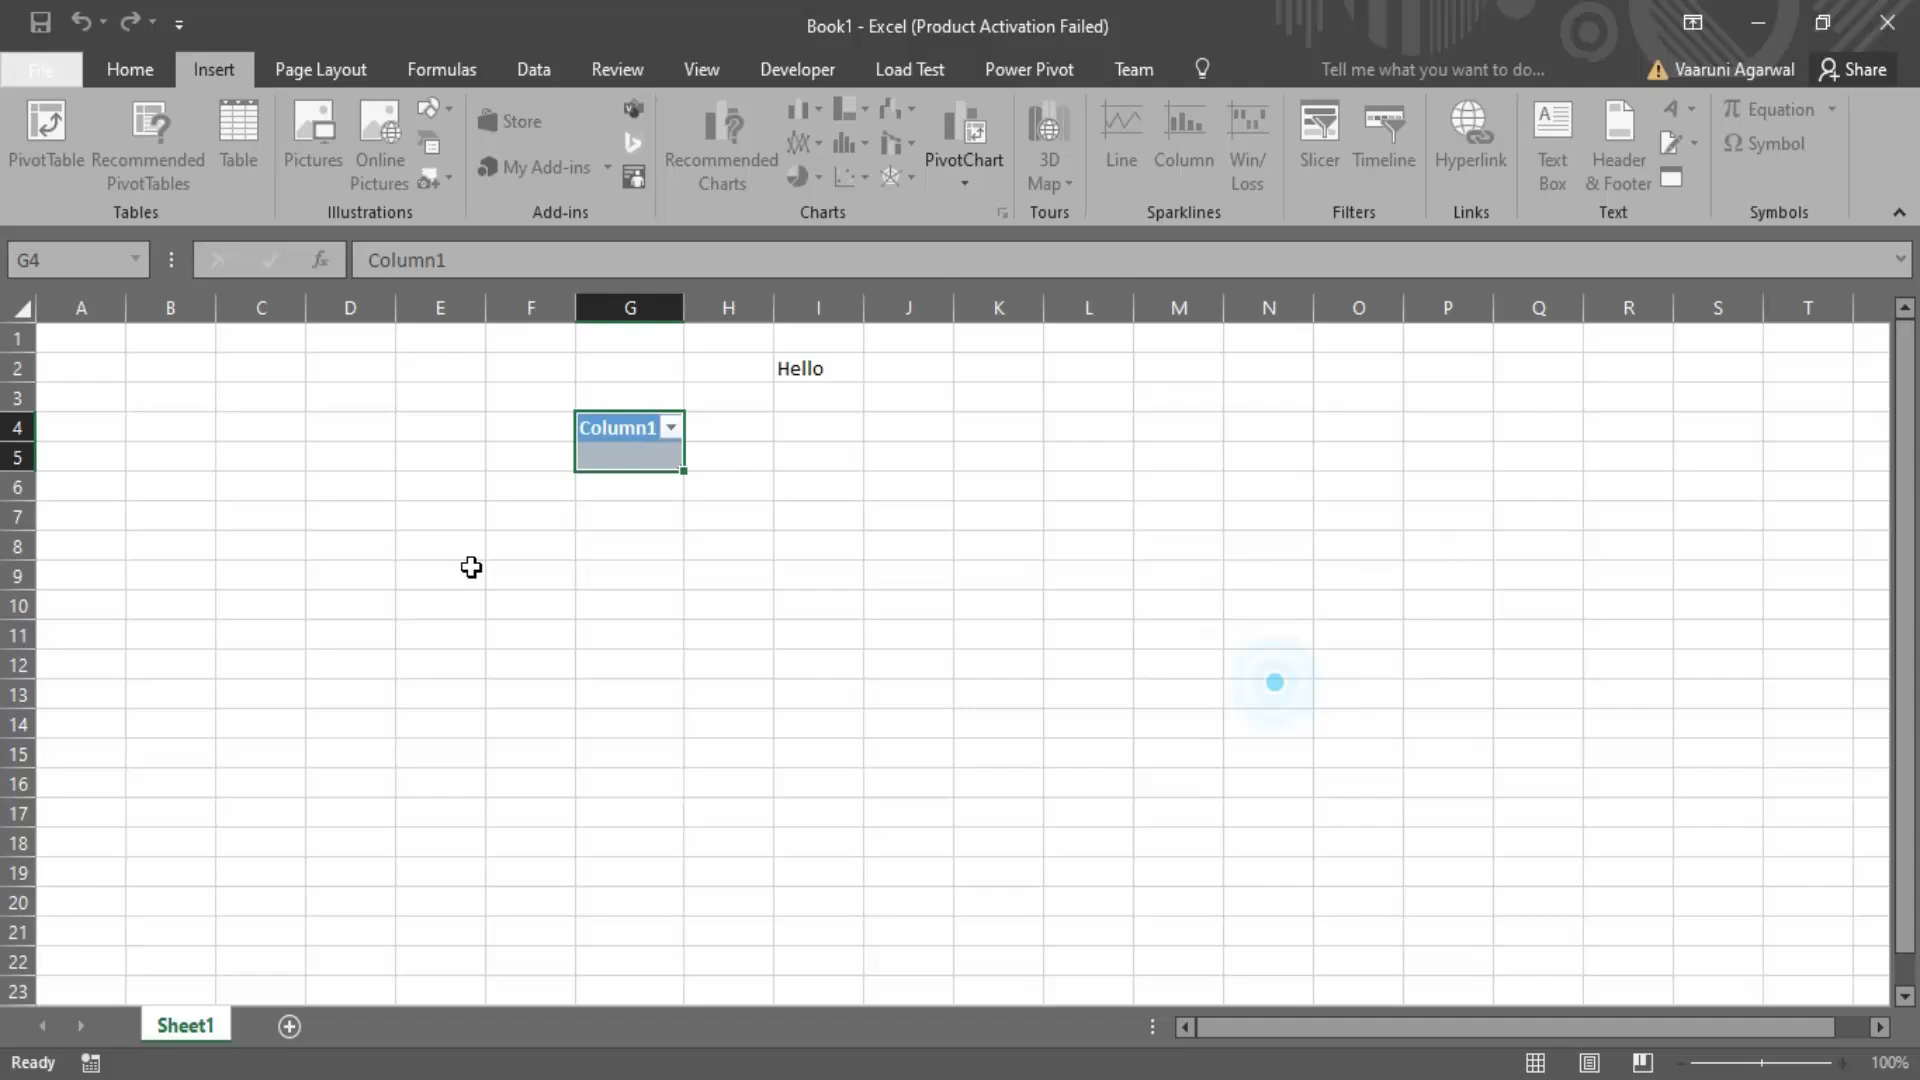 Book1 - Excel (Product Activation Failed)
File Home Insert Page Layout Formulas Data Review View Developer Load Test Power Pivot Team Tell me what you want to do... Vaaruni Agarwal Share
PivotTable
Recommended
PivotTables
Table
Tables
Pictures
Online
Pictures
Illustrations
Store
My Add-ins
Add-ins
Recommended
Charts
PivotChart
Charts
3D
Map
Tours
Line
Column
Win/
Loss
Sparklines
Slicer
Timeline
Filters
Hyperlink
Links
Text
Box
Header
& Footer
Text
π Equation
Ω Symbol
Symbols
G4 fx Column1
A B C D E F G H I J K L M N O P Q R S T
1
2 Hello
3
4 Column1
5
6
7
8
9
10
11
12
13
14
15
16
17
18
19
20
21
22
23
Sheet1
Ready 100%